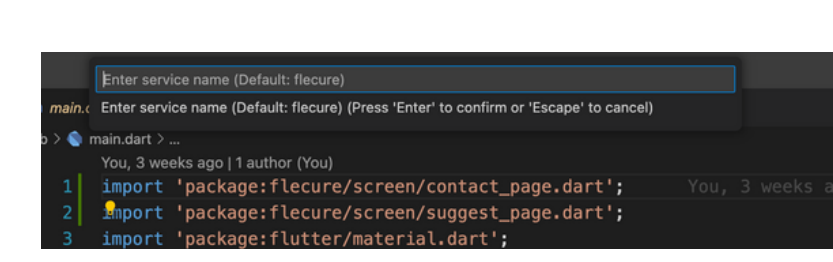 Enter service name (Default: flecure)
Enter service name (Default: flecure) (Press 'Enter' to confirm or 'Escape' to cancel)
main.
b > main.dart > ...
You, 3 weeks ago | 1 author (You)
1 import 'package:flecure/screen/contact_page.dart'; You, 3 weeks a
2 import 'package:flecure/screen/suggest_page.dart';
3 import 'package:flutter/material.dart';